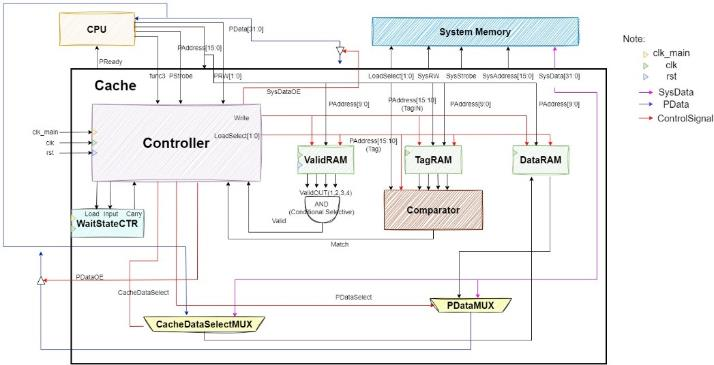 PData[31:0]
CPU
PAddress[15:0]
System Memory
Note:
clk_main
clk
rst
SysData
PData
ControlSignal
PReady
func3
PStrobe
PRW[1:0]
LoadSelect[1:0]
SysRW
SysStrobe
SysAddress[15:0]
SysData[31:0]
Cache
SysDataOE
PAddress[9:0]
PAddress[15:10]
(TagIN)
PAddress[9:0]
PAddress[9:0]
Write
clk_main
clk
rst
Controller
LoadSelect[1:0]
PAddress[15:10]
(Tag)
ValidRAM
TagRAM
DataRAM
ValidOUT(1,2,3,4)
AND
(Conditional Selective)
Valid
Comparator
Load
Input
Carry
WaitStateCTR
Match
PDataOE
CacheDataSelect
PDataSelect
PDataMUX
CacheDataSelectMUX